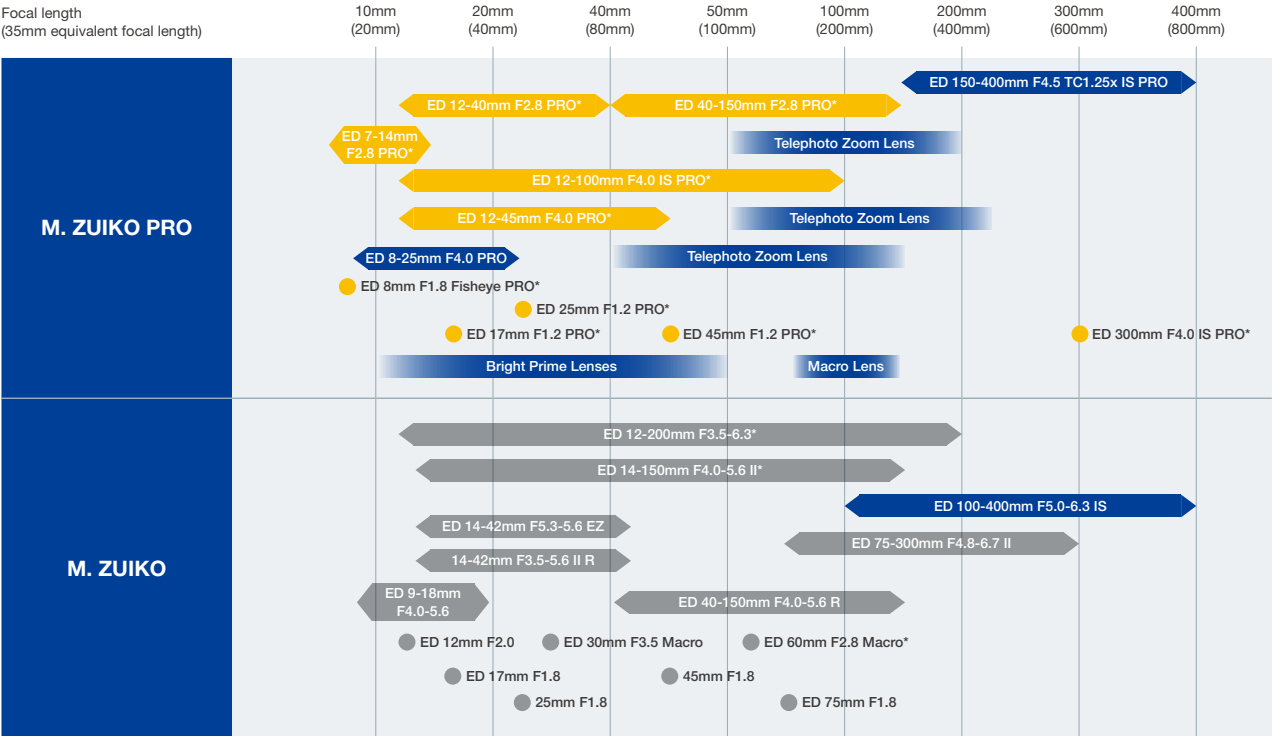 Focal length
(35mm equivalent focal length)
10mm
(20mm)
20mm
(40mm)
40mm
(80mm)
50mm
(100mm)
100mm
(200mm)
200mm
(400mm)
300mm
(600mm)
400mm
(800mm)
M. ZUIKO PRO
ED 150-400mm F4.5 TC1.25x IS PRO
ED 12-40mm F2.8 PRO*
ED 40-150mm F2.8 PRO*
ED 7-14mm
F2.8 PRO*
Telephoto Zoom Lens
ED 12-100mm F4.0 IS PRO*
ED 12-45mm F4.0 PRO*
Telephoto Zoom Lens
ED 8-25mm F4.0 PRO
Telephoto Zoom Lens
ED 8mm F1.8 Fisheye PRO*
ED 25mm F1.2 PRO*
ED 17mm F1.2 PRO*
ED 45mm F1.2 PRO*
ED 300mm F4.0 IS PRO*
Bright Prime Lenses
Macro Lens
M. ZUIKO
ED 12-200mm F3.5-6.3*
ED 14-150mm F4.0-5.6 II*
ED 100-400mm F5.0-6.3 IS
ED 14-42mm F5.3-5.6 EZ
ED 75-300mm F4.8-6.7 II
14-42mm F3.5-5.6 II R
ED 9-18mm
F4.0-5.6
ED 40-150mm F4.0-5.6 R
ED 12mm F2.0
ED 30mm F3.5 Macro
ED 60mm F2.8 Macro*
ED 17mm F1.8
45mm F1.8
25mm F1.8
ED 75mm F1.8